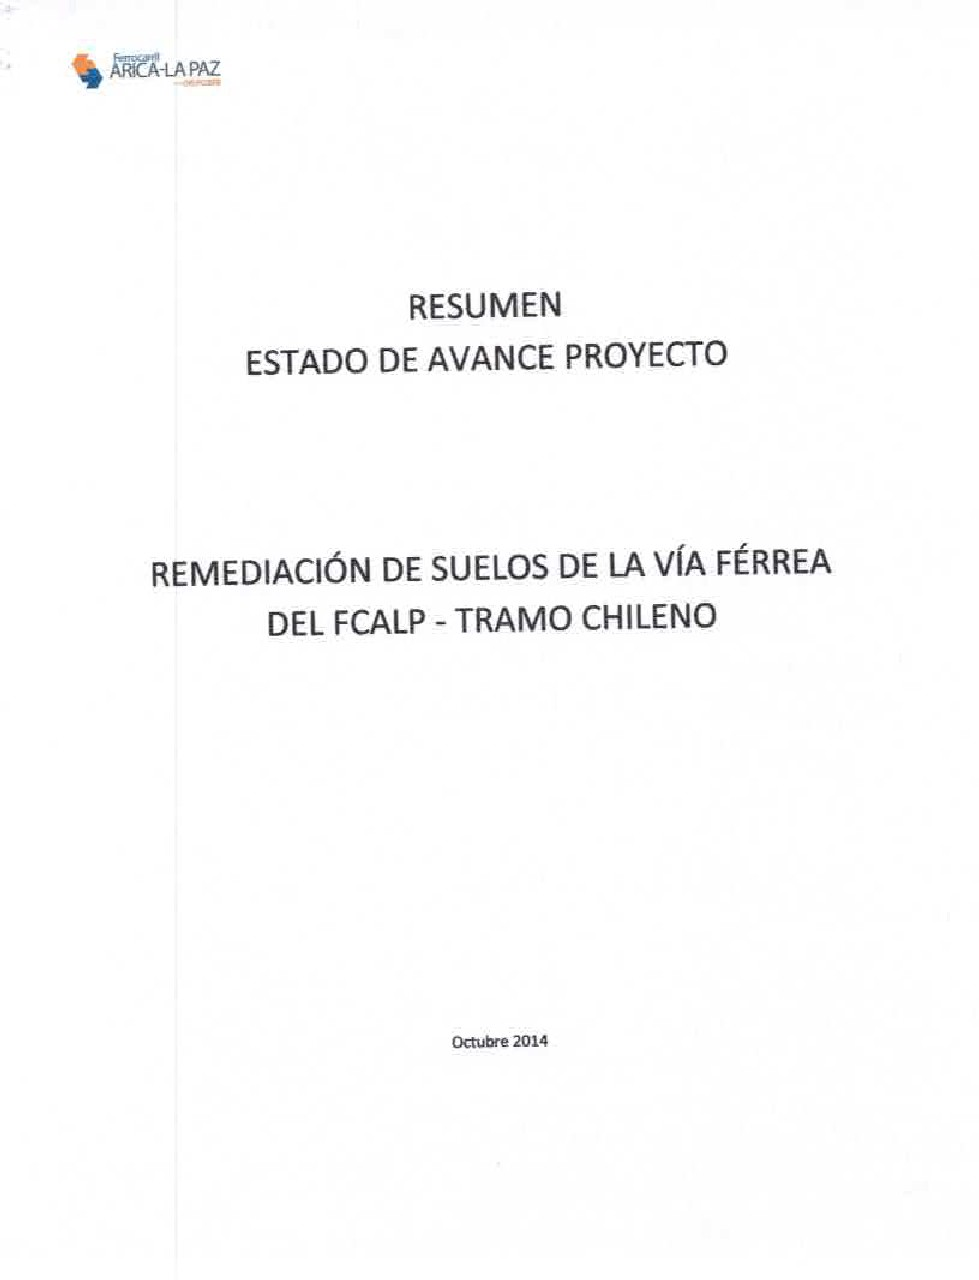 Ferrocarril
ARICA-LA PAZ
RESUMEN
ESTADO DE AVANCE PROYECTO
REMEDIACIÓN DE SUELOS DE LA VÍA FÉRREA
DEL FCALP - TRAMO CHILENO
Octubre 2014